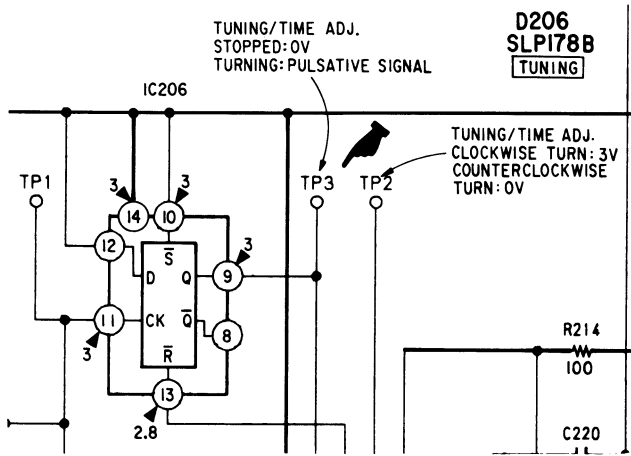 TUNING/TIME ADJ.
STOPPED:0V
TURNING:PULSATIVE SIGNAL
D206
SLP178B
TUNING
IC206
TUNING/TIME ADJ.
CLOCKWISE TURN:3V
COUNTERCLOCKWISE
TURN:0V
TP1
3
3
TP3
TP2
14
10
12
S̅
3
D
Q
9
11
CK
Q̅
8
3
R̅
13
2.8
R214
100
C220